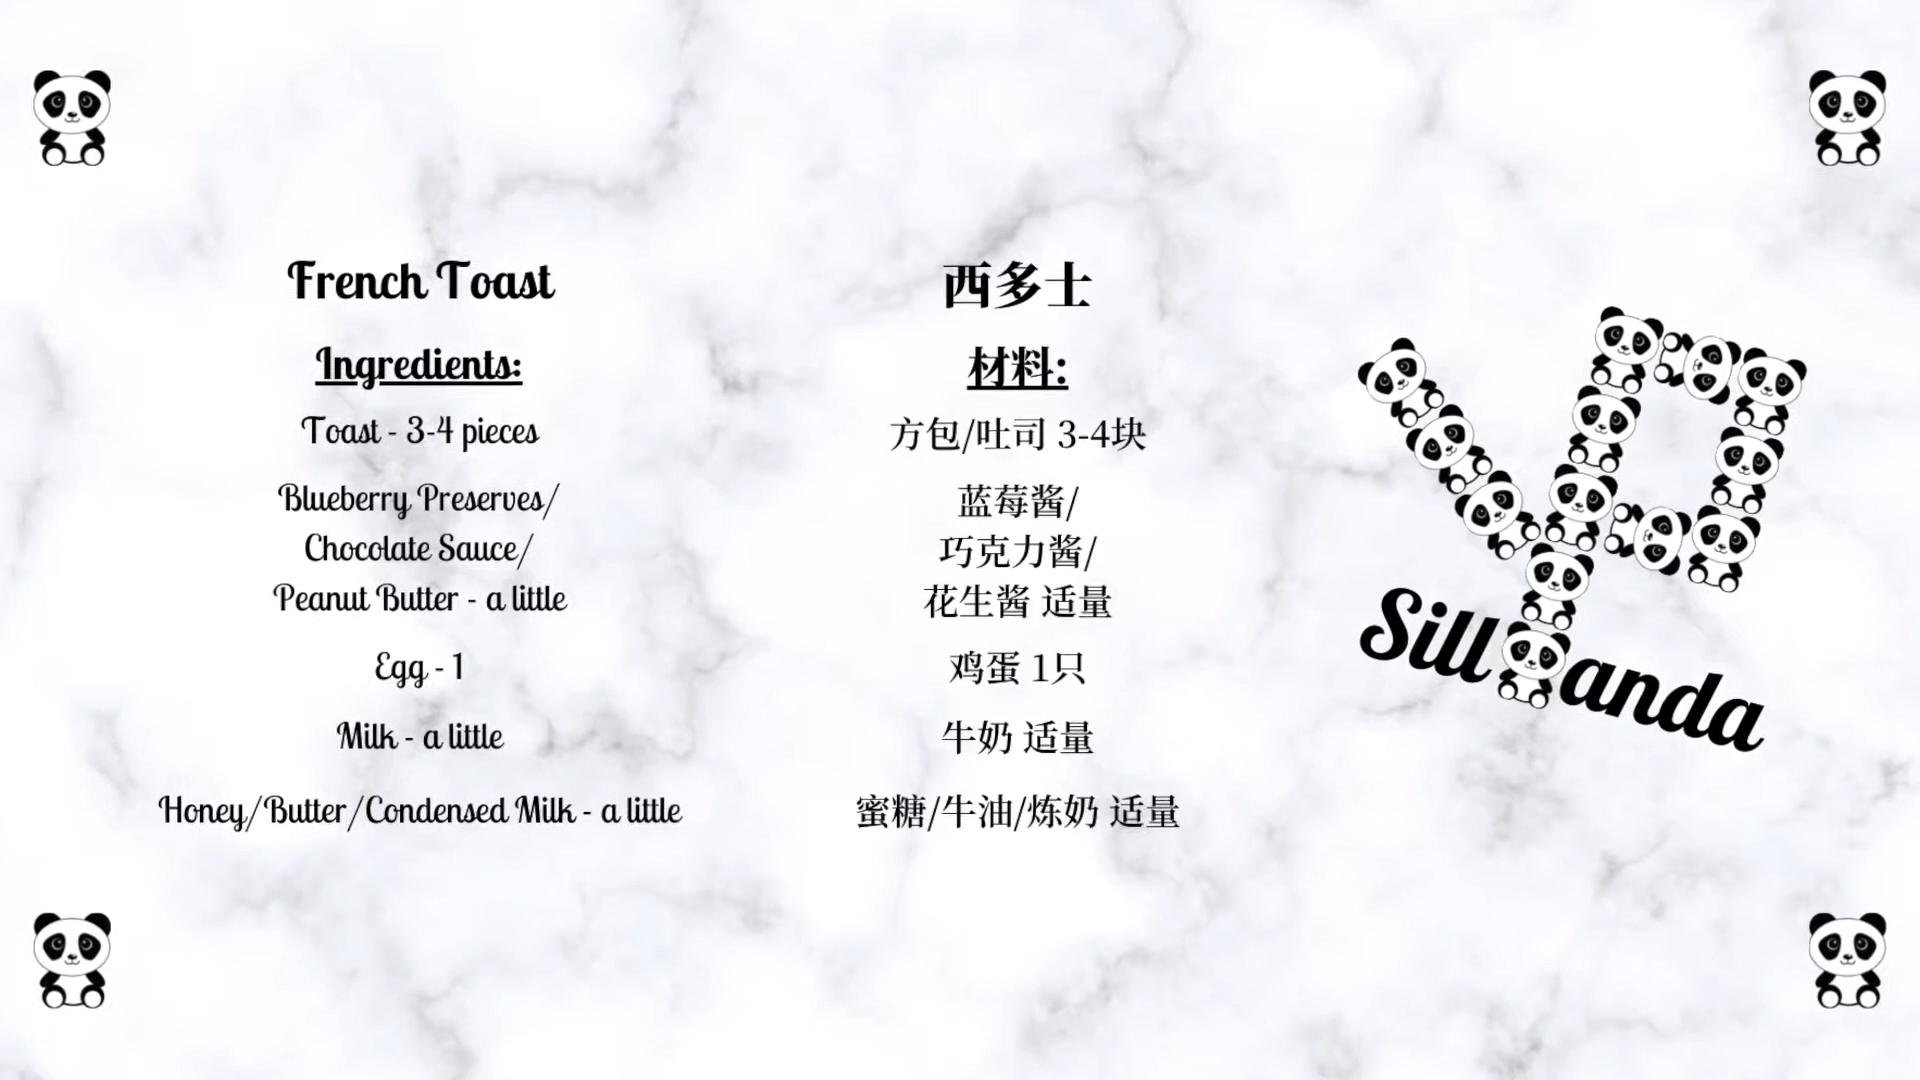 French Toast
Ingredients:
Toast - 3-4 pieces
Blueberry Preserves/
Chocolate Sauce/
Peanut Butter - a little
Egg - 1
Milk - a little
Honey/Butter/Condensed Milk - a little
西多士
材料:
方包/吐司 3-4块
蓝莓酱/
巧克力酱/
花生酱 适量
鸡蛋 1只
牛奶 适量
蜜糖/牛油/炼奶 适量
YP
Sill anda